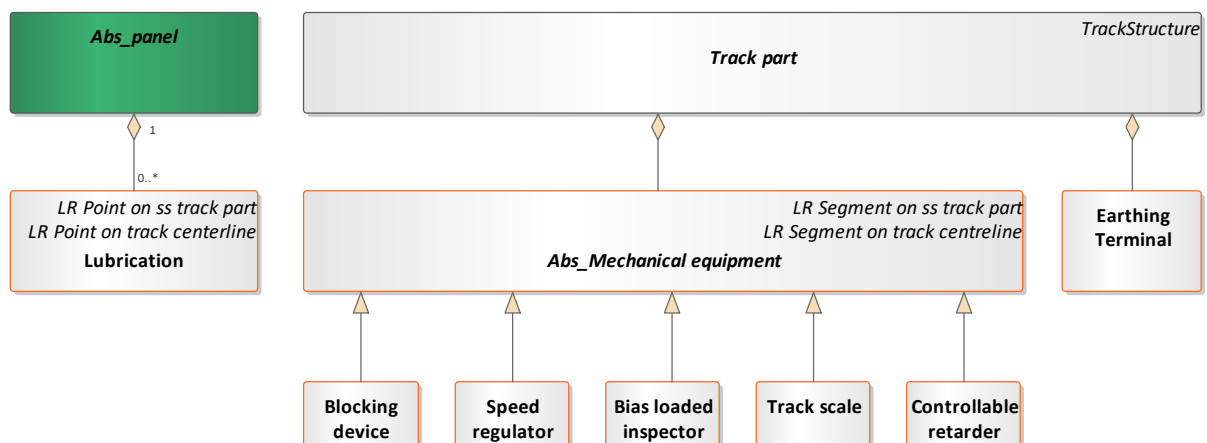 Abs_panel
TrackStructure
Track part
1
0..*
LR Point on ss track part
LR Point on track centerline
Lubrication
LR Segment on ss track part
LR Segment on track centreline
Abs_Mechanical equipment
Earthing
Terminal
Blocking
device
Speed
regulator
Bias loaded
inspector
Track scale
Controllable
retarder